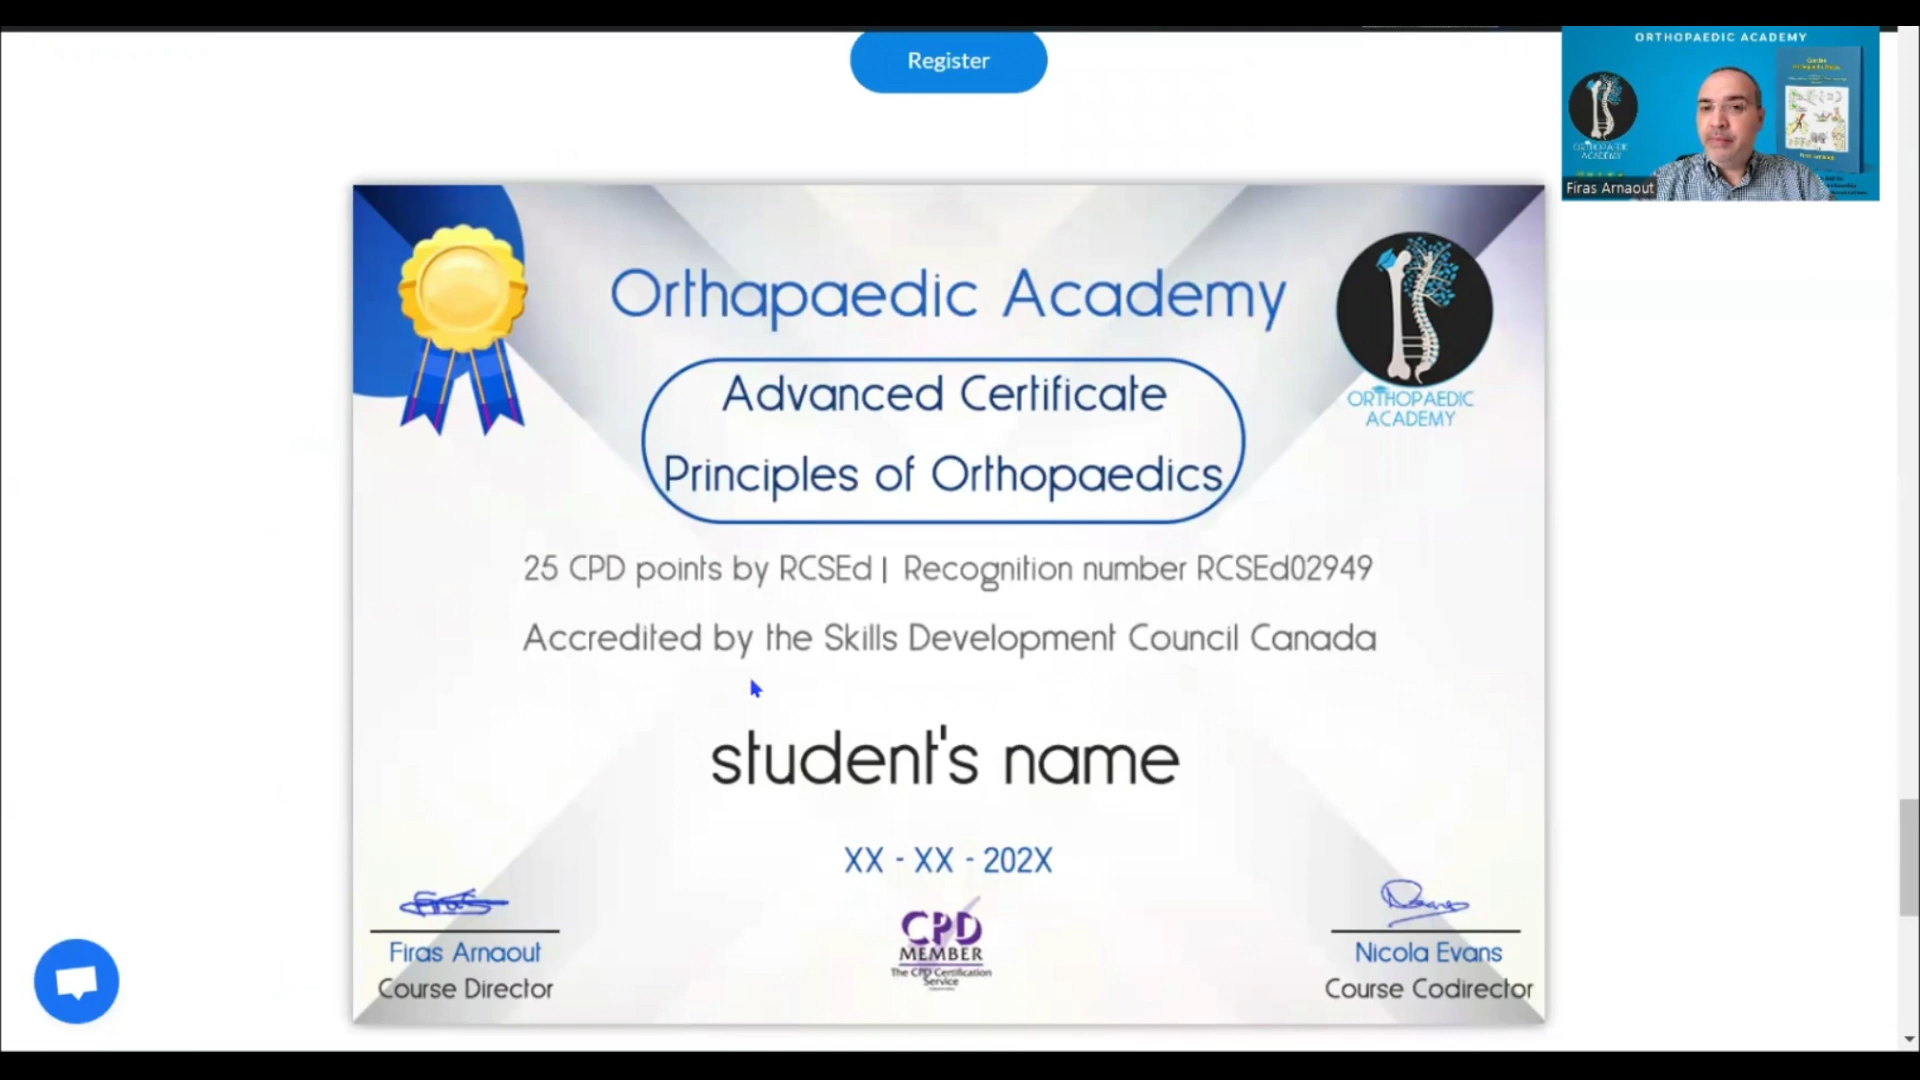 Register
ORTHOPAEDIC ACADEMY
ORTHOPAEDIC
ACADEMY
Firas Arnaout
Orthapaedic Academy
Advanced Certificate
Principles of Orthopaedics
ORTHOPAEDIC
ACADEMY
25 CPD points by RCSEd | Recognition number RCSEd02949
Accredited by the Skills Development Council Canada
student's name
XX - XX - 202X
Firas Arnaout
Course Director
CPD
MEMBER
The CPD Certification
Service
Nicola Evans
Course Codirector